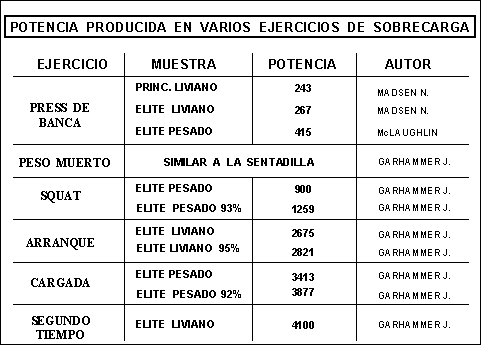 POTENCIA PRODUCIDA EN VARIOS EJERCICIOS DE SOBRECARGA
EJERCICIO MUESTRA POTENCIA AUTOR
PRESS DE BANCA
PRINC. LIVIANO 243 MADSEN N.
ELITE LIVIANO 267 MADSEN N.
ELITE PESADO 415 McLAUGHLIN
PESO MUERTO SIMILAR A LA SENTADILLA GARHAMMER J.
SQUAT
ELITE PESADO 900 GARHAMMER J.
ELITE PESADO 93% 1259 GARHAMMER J.
ARRANQUE
ELITE LIVIANO 2675 GARHAMMER J.
ELITE LIVIANO 95% 2821 GARHAMMER J.
CARGADA
ELITE PESADO 3413 GARHAMMER J.
ELITE PESADO 92% 3877 GARHAMMER J.
SEGUNDO TIEMPO
ELITE LIVIANO 4100 GARHAMMER J.